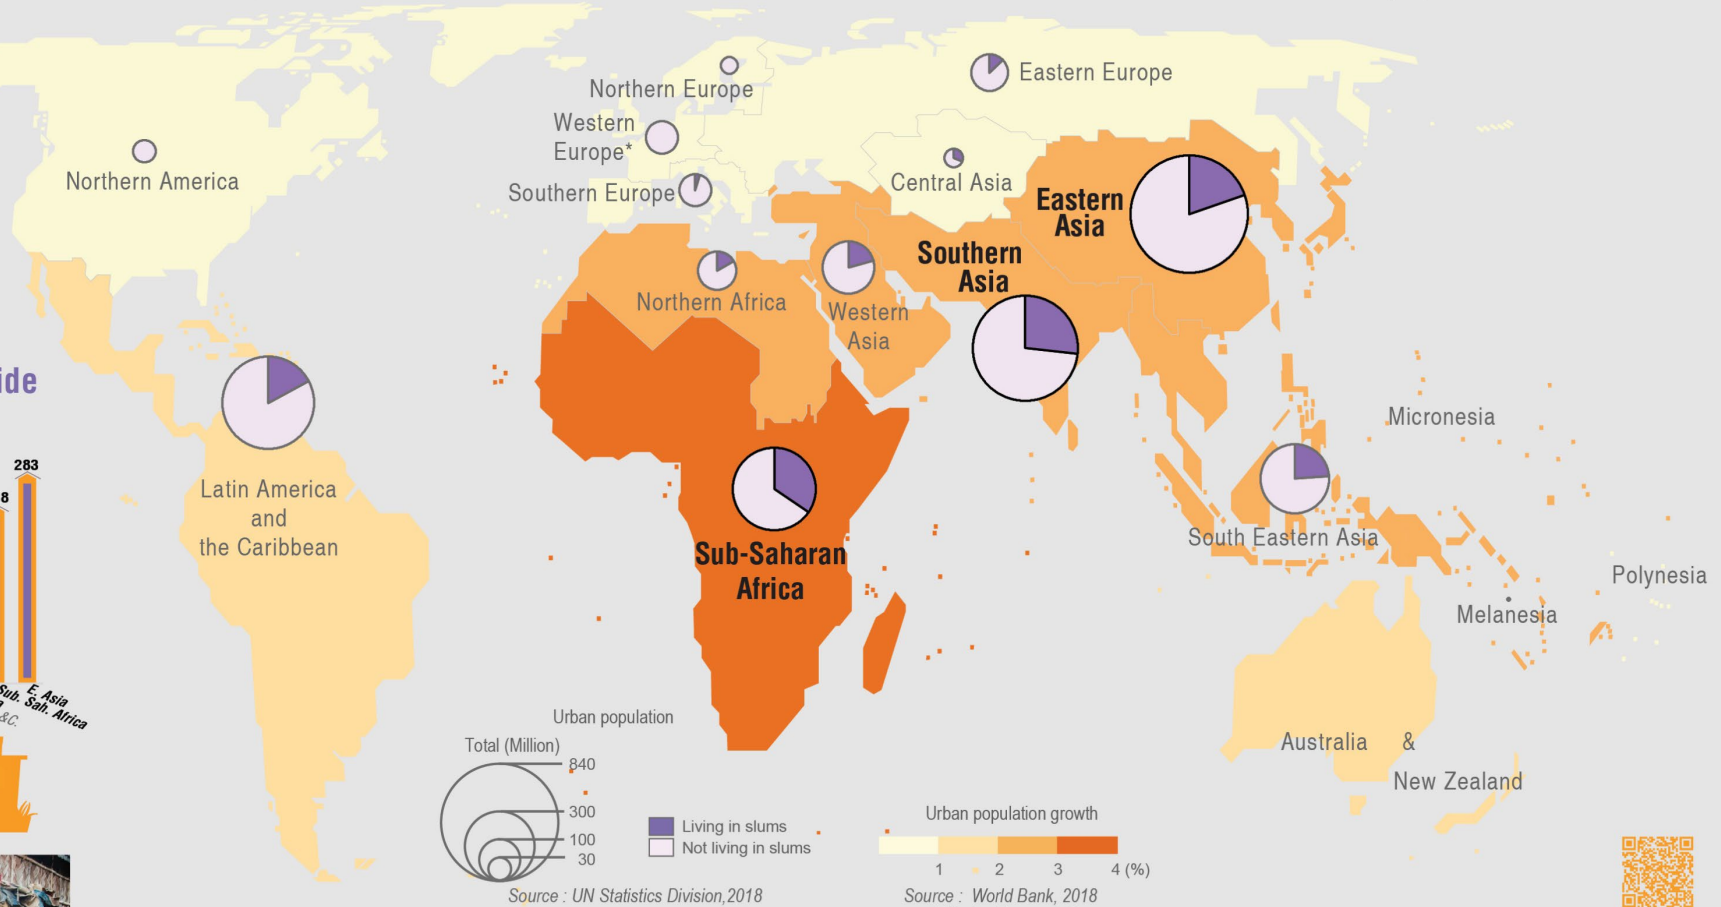 Northern Europe
Eastern Europe
Western
Europe*
Northern America
Southern Europe
Central Asia
Eastern
Asia
Southern
Asia
Northern Africa
Western
Asia
ide
Micronesia
283
8
Latin America
and
the Caribbean
South Eastern Asia
Sub-Saharan
Africa
Polynesia
Melanesia
E. Asia
Sub. Sah. Africa
&C.
Urban population
Total (Million)
840
300
100
30
Living in slums
Not living in slums
Source : UN Statistics Division,2018
Australia &
New Zealand
Urban population growth
1 2 3 4 (%)
Source : World Bank, 2018